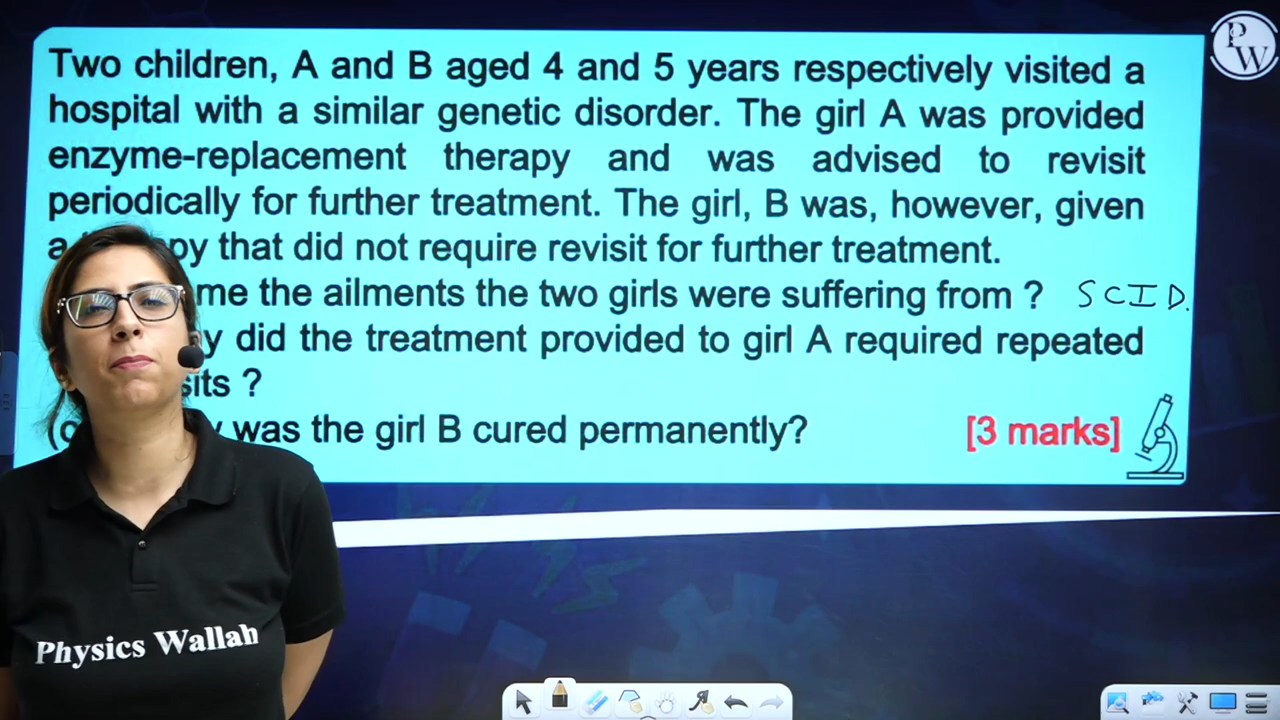 Two children, A and B aged 4 and 5 years respectively visited a
hospital with a similar genetic disorder. The girl A was provided
enzyme-replacement therapy and was advised to revisit
periodically for further treatment. The girl, B was, however, given
that did not require revisit for further treatment.
the ailments the two girls were suffering from ? SCID.
did the treatment provided to girl A required repeated
?
was the girl B cured permanently? [3 marks]
PW
Physics Wallah